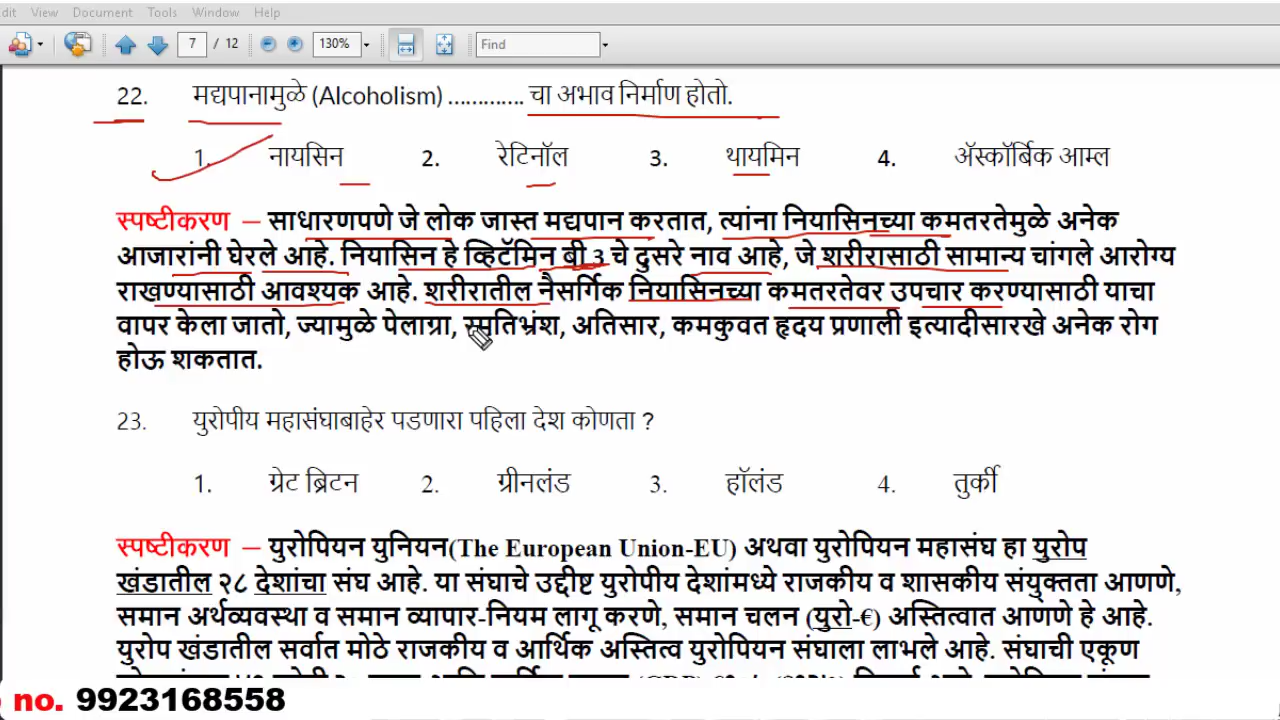 dit View Document Tools Window Help
7 / 12 130% Find
22. मद्यपानामुळे (Alcoholism) …………. चा अभाव निर्माण होतो.
1. नायसिन 2. रेटिनॉल 3. थायमिन 4. ॲस्कॉर्बिक आम्ल
स्पष्टीकरण – साधारणपणे जे लोक जास्त मद्यपान करतात, त्यांना नियासिनच्या कमतरतेमुळे अनेक
आजारांनी घेरले आहे. नियासिन हे व्हिटॅमिन बी 3 चे दुसरे नाव आहे, जे शरीरासाठी सामान्य चांगले आरोग्य
राखण्यासाठी आवश्यक आहे. शरीरातील नैसर्गिक नियासिनच्या कमतरतेवर उपचार करण्यासाठी याचा
वापर केला जातो, ज्यामुळे पेलाग्रा, स्मृतिभ्रंश, अतिसार, कमकुवत हृदय प्रणाली इत्यादीसारखे अनेक रोग
होऊ शकतात.
23. युरोपीय महासंघाबाहेर पडणारा पहिला देश कोणता ?
1. ग्रेट ब्रिटन 2. ग्रीनलंड 3. हॉलंड 4. तुर्की
स्पष्टीकरण – युरोपियन युनियन(The European Union-EU) अथवा युरोपियन महासंघ हा युरोप
खंडातील २८ देशांचा संघ आहे. या संघाचे उद्दीष्ट युरोपीय देशांमध्ये राजकीय व शासकीय संयुक्तता आणणे,
समान अर्थव्यवस्था व समान व्यापार-नियम लागू करणे, समान चलन (युरो-€) अस्तित्वात आणणे हे आहे.
युरोप खंडातील सर्वात मोठे राजकीय व आर्थिक अस्तित्व युरोपियन संघाला लाभले आहे. संघाची एकूण
no. 9923168558